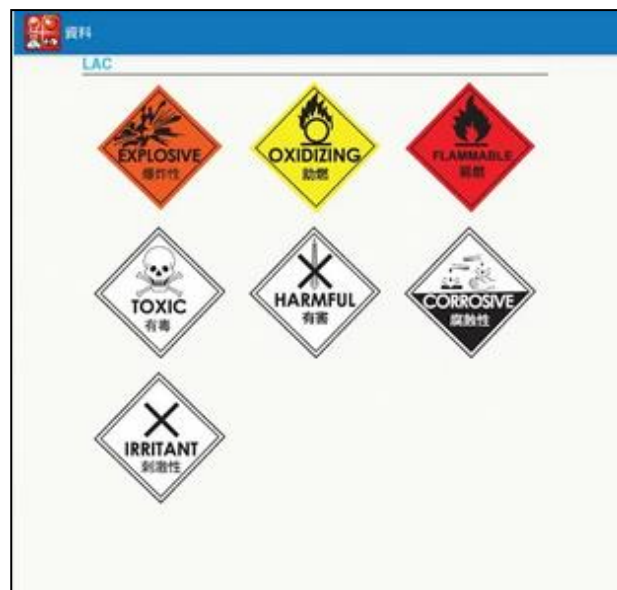 資料
LAC
EXPLOSIVE
爆炸性
OXIDIZING
助燃
FLAMMABLE
易燃
TOXIC
有毒
HARMFUL
有害
CORROSIVE
腐蝕性
IRRITANT
刺激性